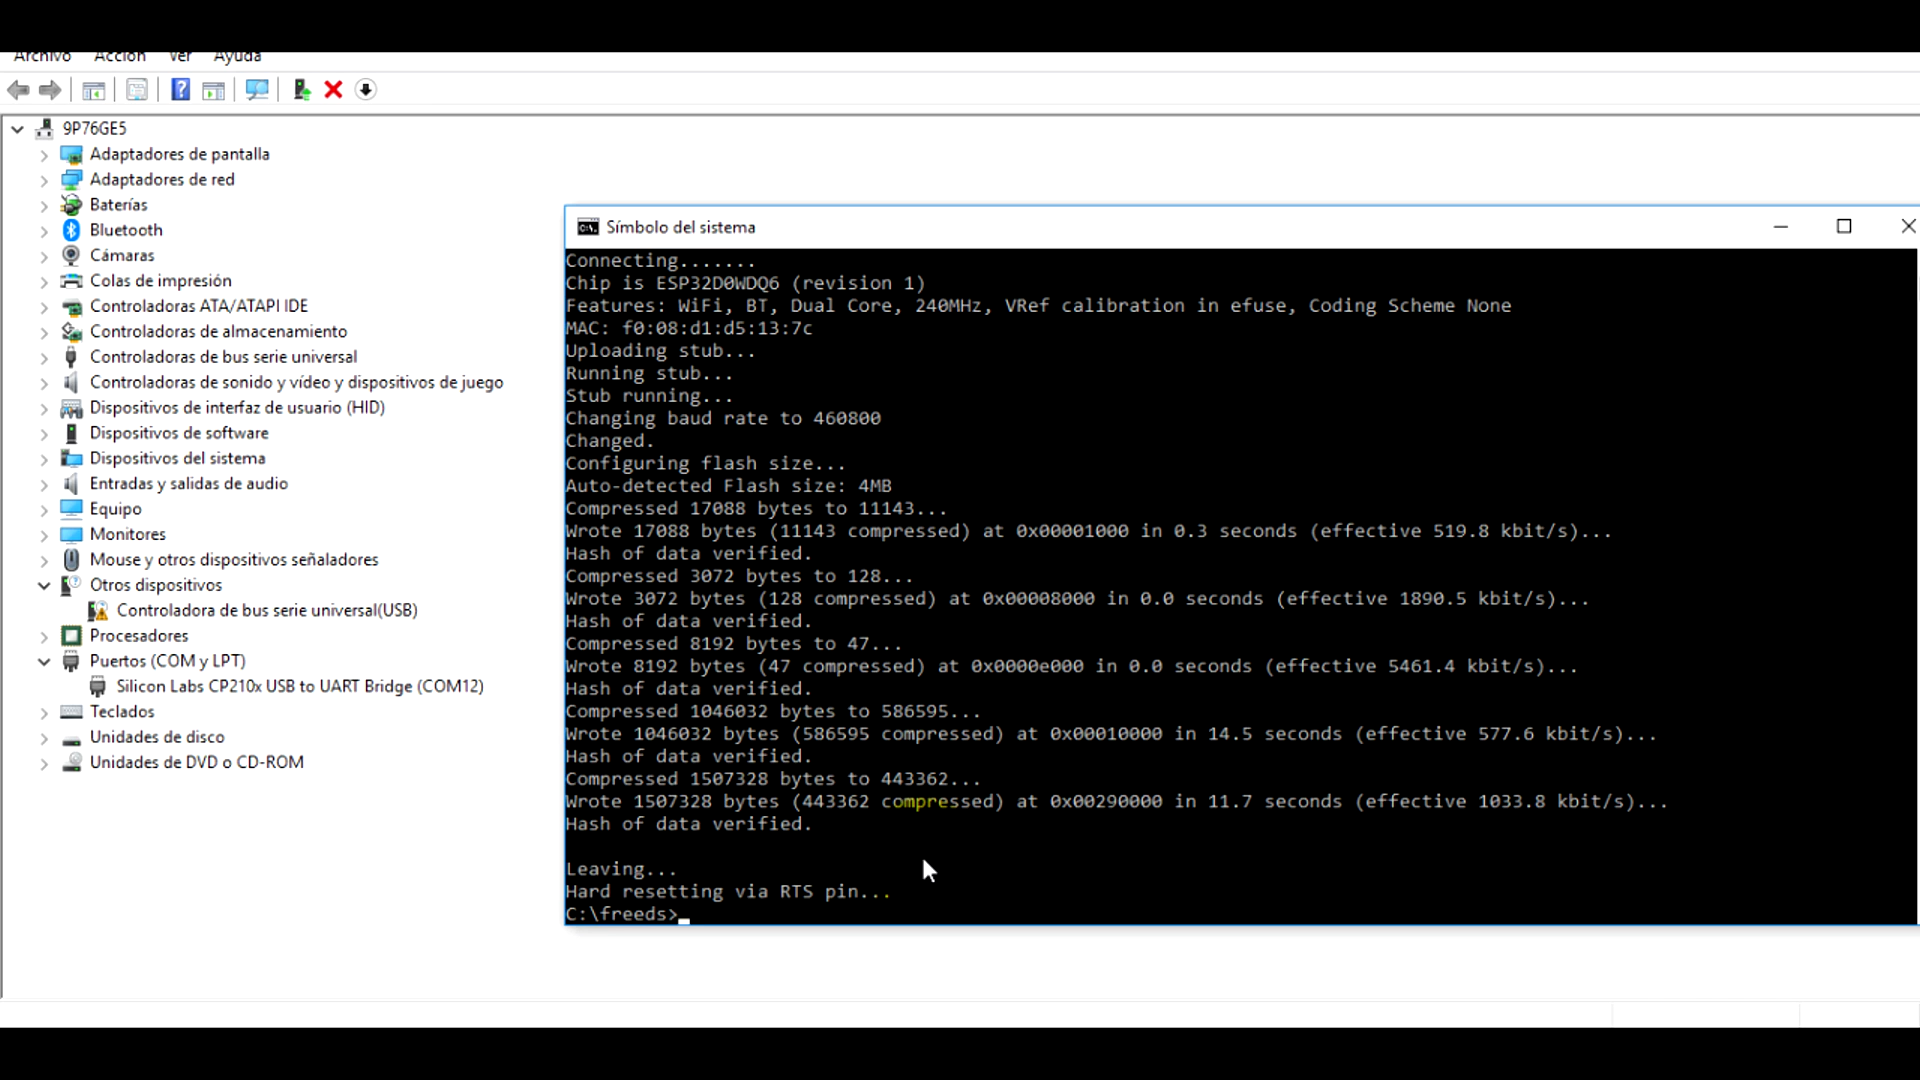 Archivo Acción Ver Ayuda
9P76GE5
Adaptadores de pantalla
Adaptadores de red
Baterías
Bluetooth
Cámaras
Colas de impresión
Controladoras ATA/ATAPI IDE
Controladoras de almacenamiento
Controladoras de bus serie universal
Controladoras de sonido y vídeo y dispositivos de juego
Dispositivos de interfaz de usuario (HID)
Dispositivos de software
Dispositivos del sistema
Entradas y salidas de audio
Equipo
Monitores
Mouse y otros dispositivos señaladores
Otros dispositivos
Controladora de bus serie universal(USB)
Procesadores
Puertos (COM y LPT)
Silicon Labs CP210x USB to UART Bridge (COM12)
Teclados
Unidades de disco
Unidades de DVD o CD-ROM
Símbolo del sistema
Connecting.......
Chip is ESP32D0WDQ6 (revision 1)
Features: WiFi, BT, Dual Core, 240MHz, VRef calibration in efuse, Coding Scheme None
MAC: f0:08:d1:d5:13:7c
Uploading stub...
Running stub...
Stub running...
Changing baud rate to 460800
Changed.
Configuring flash size...
Auto-detected Flash size: 4MB
Compressed 17088 bytes to 11143...
Wrote 17088 bytes (11143 compressed) at 0x00001000 in 0.3 seconds (effective 519.8 kbit/s)...
Hash of data verified.
Compressed 3072 bytes to 128...
Wrote 3072 bytes (128 compressed) at 0x00008000 in 0.0 seconds (effective 1890.5 kbit/s)...
Hash of data verified.
Compressed 8192 bytes to 47...
Wrote 8192 bytes (47 compressed) at 0x0000e000 in 0.0 seconds (effective 5461.4 kbit/s)...
Hash of data verified.
Compressed 1046032 bytes to 586595...
Wrote 1046032 bytes (586595 compressed) at 0x00010000 in 14.5 seconds (effective 577.6 kbit/s)...
Hash of data verified.
Compressed 1507328 bytes to 443362...
Wrote 1507328 bytes (443362 compressed) at 0x00290000 in 11.7 seconds (effective 1033.8 kbit/s)...
Hash of data verified.
Leaving...
Hard resetting via RTS pin...
C:\freeds>